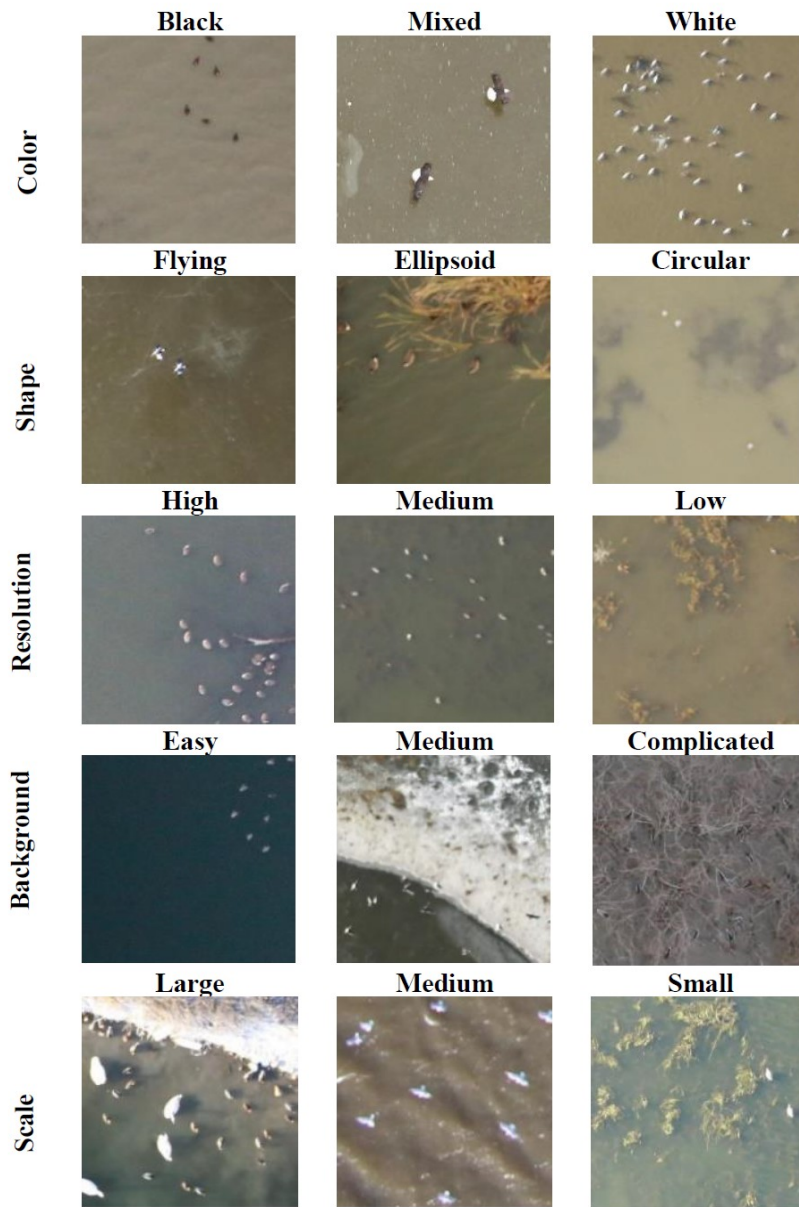 Black Mixed White
Color
Flying Ellipsoid Circular
Shape
High Medium Low
Resolution
Easy Medium Complicated
Background
Large Medium Small
Scale